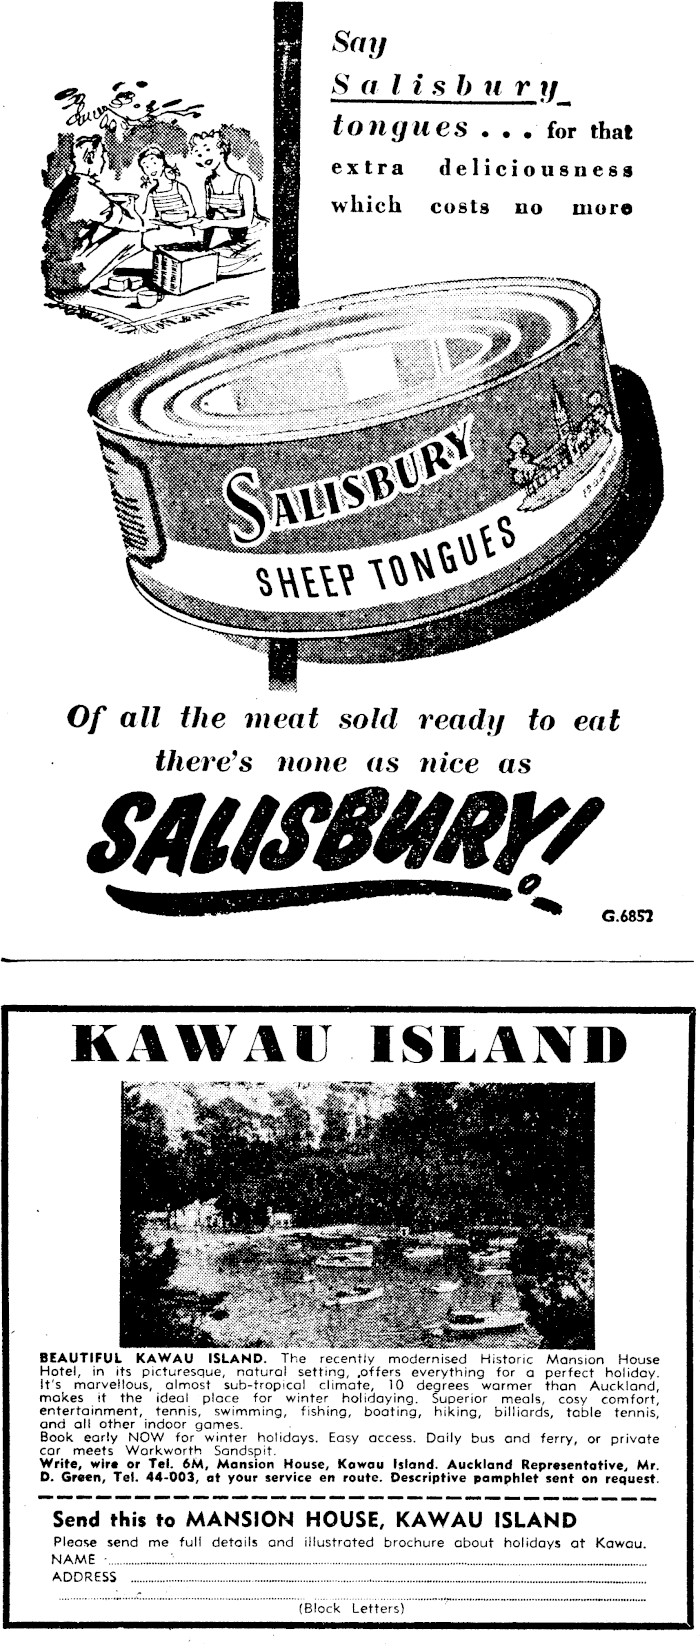 Say
Salisbury
tongues... for that
extra deliciousness
which costs no more
SALISBURY
SHEEP TONGUES
Of all the meat sold ready to eat
there's none as nice as
SALISBURY!
G.6852
KAWAU ISLAND
BEAUTIFUL KAWAU ISLAND. The recently modernised Historic Mansion House
Hotel, in its picturesque, natural setting, offers everything for a perfect holiday.
It's marvellous, almost sub-tropical climate, 10 degrees warmer than Auckland,
makes it the ideal place for winter holidaying. Superior meals, cosy comfort,
entertainment, tennis, swimming, fishing, boating, hiking, billiards, table tennis,
and all other indoor games.
Book early NOW for winter holidays. Easy access. Daily bus and ferry, or private
car meets Warkworth Sandspit.
Write, wire or Tel. 6M, Mansion House, Kawau Island. Auckland Representative, Mr.
D. Green, Tel. 44-003, at your service en route. Descriptive pamphlet sent on request.
Send this to MANSION HOUSE, KAWAU ISLAND
Please send me full details and illustrated brochure about holidays at Kawau.
NAME
ADDRESS
(Block Letters)